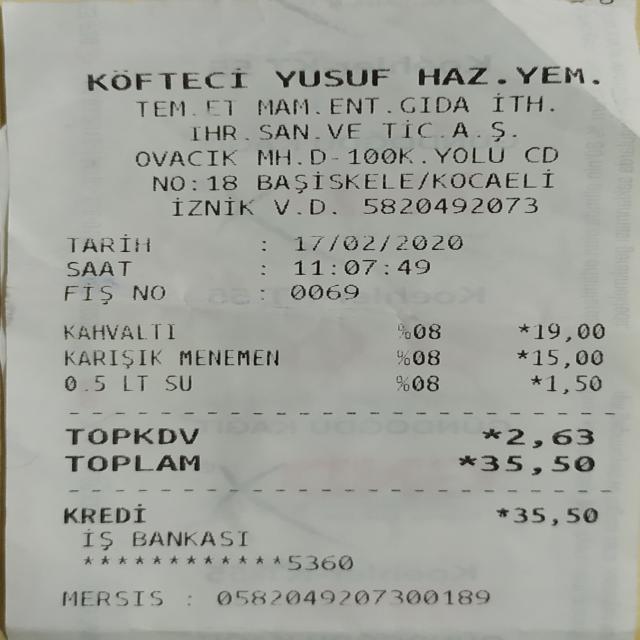 KÖFTECİ YUSUF HAZ.YEM.
TEM.ET MAM.ENT.GIDA İTH.
IHR.SAN.VE TİC.A.Ş.
OVACIK MH.D-100K.YOLU CD
NO:18 BAŞİSKELE/KOCAELİ
İZNİK V.D. 5820492073
TARİH : 17/02/2020
SAAT : 11:07:49
FİŞ NO : 0069
KAHVALTI %08 *19,00
KARIŞIK MENEMEN %08 *15,00
0.5 LT SU %08 *1,50
TOPKDV *2,63
TOPLAM *35,50
KREDİ *35,50
İŞ BANKASI
************5360
MERSIS : 0582049207300189